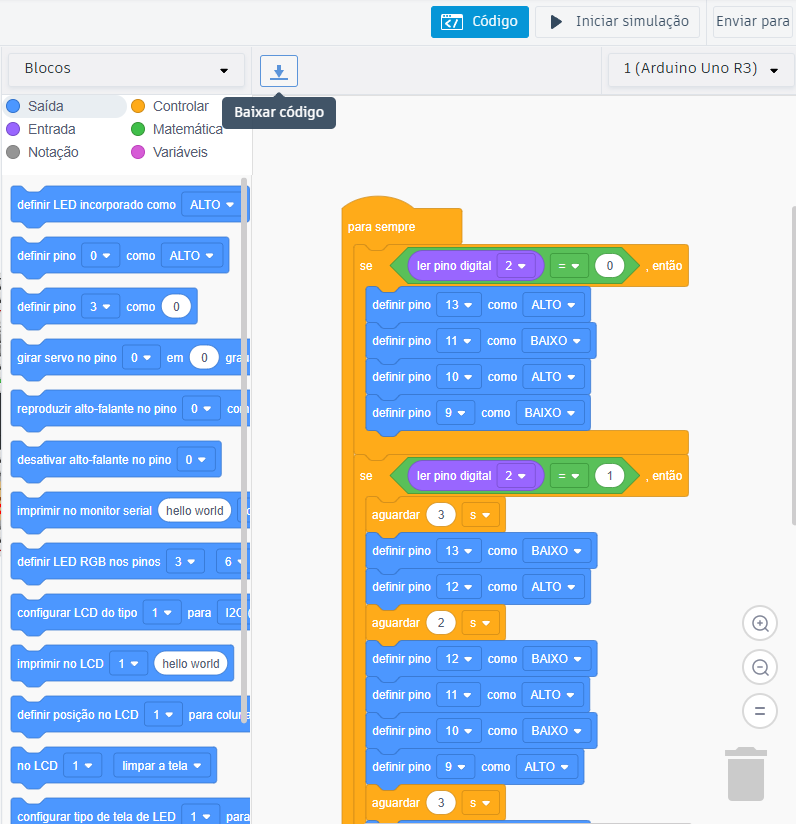 Código
Iniciar simulação
Enviar para
Blocos
1 (Arduino Uno R3)
Baixar código
Saída
Controlar
Entrada
Matemática
Notação
Variáveis
definir LED incorporado como ALTO
definir pino 0 como ALTO
definir pino 3 como 0
girar servo no pino 0 em 0
reproduzir alto-falante no pino 0
desativar alto-falante no pino 0
imprimir no monitor serial hello world
definir LED RGB nos pinos 3 6
configurar LCD do tipo 1 para
imprimir no LCD 1 hello world
definir posição no LCD 1 para
no LCD 1 limpar a tela
configurar tipo de tela de LED 1 para
para sempre
se ler pino digital 2 = 0 , então
definir pino 13 como ALTO
definir pino 11 como BAIXO
definir pino 10 como ALTO
definir pino 9 como BAIXO
se ler pino digital 2 = 1 , então
aguardar 3 s
definir pino 13 como BAIXO
definir pino 12 como ALTO
aguardar 2 s
definir pino 12 como BAIXO
definir pino 11 como ALTO
definir pino 10 como BAIXO
definir pino 9 como ALTO
aguardar 3 s